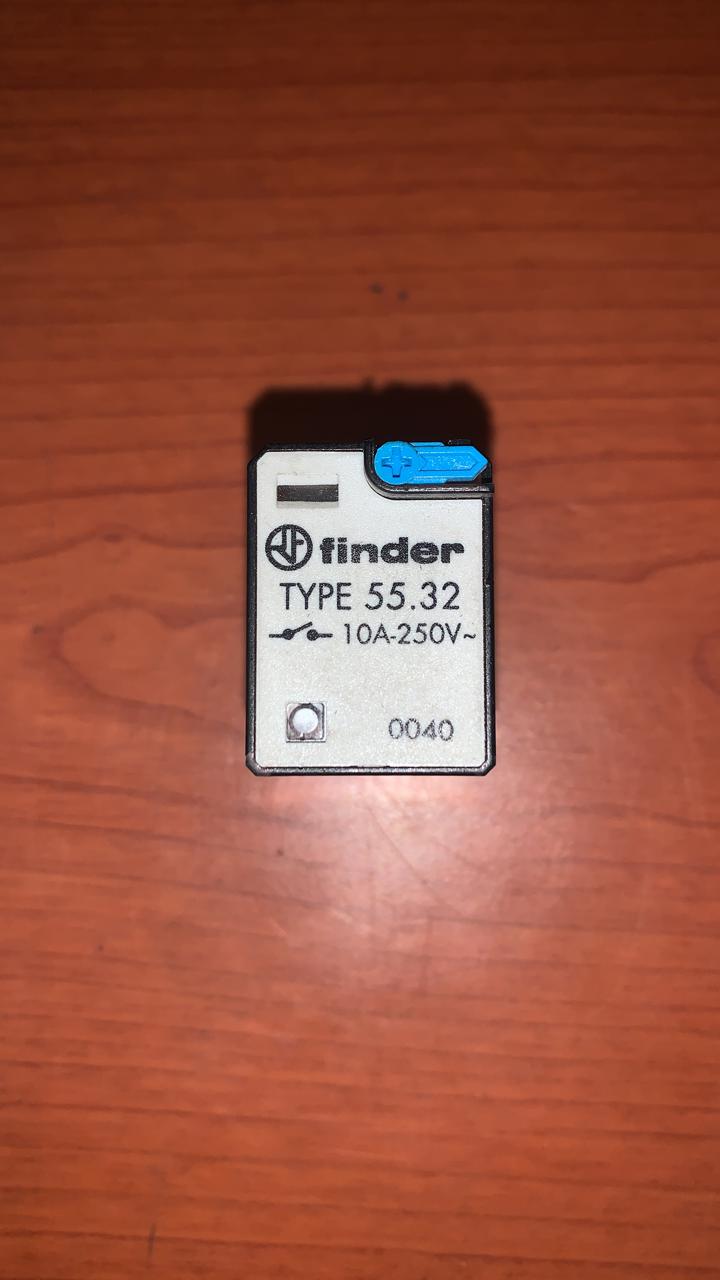 finder
TYPE 55.32
10A-250V~
0040